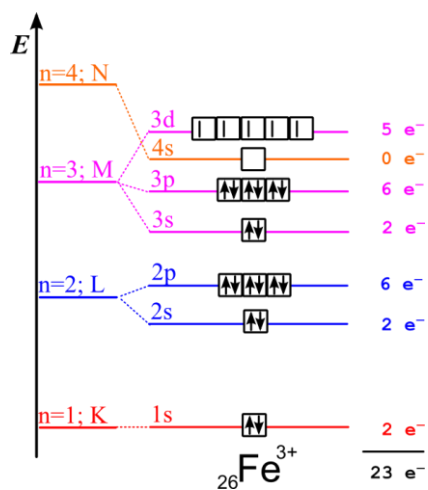 E
n=4; N
3d
5 e⁻
4s
0 e⁻
n=3; M
3p
6 e⁻
3s
2 e⁻
2p
6 e⁻
n=2; L
2s
2 e⁻
n=1; K
1s
2 e⁻
₂₆Fe³⁺
23 e⁻